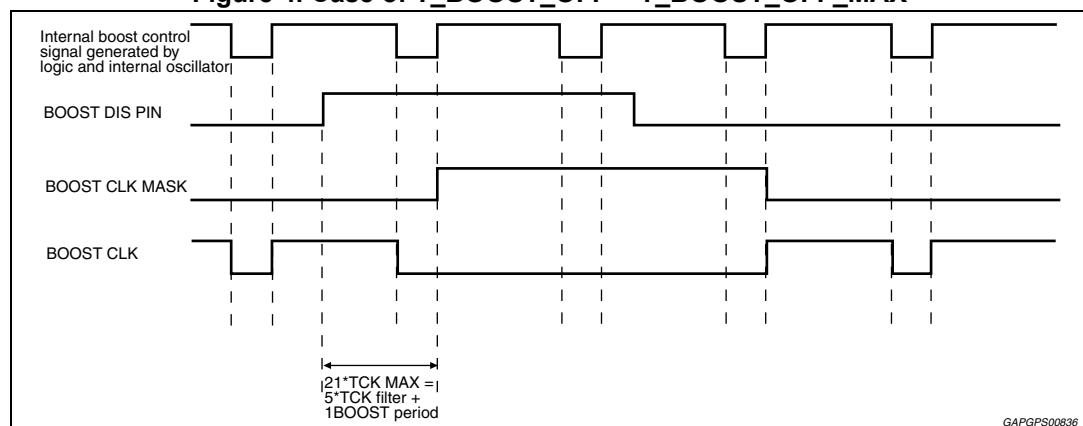 Internal boost control
signal generated by
logic and internal oscillator
BOOST DIS PIN
BOOST CLK MASK
BOOST CLK
21*TCK MAX =
5*TCK filter +
1BOOST period
GAPGPS00836